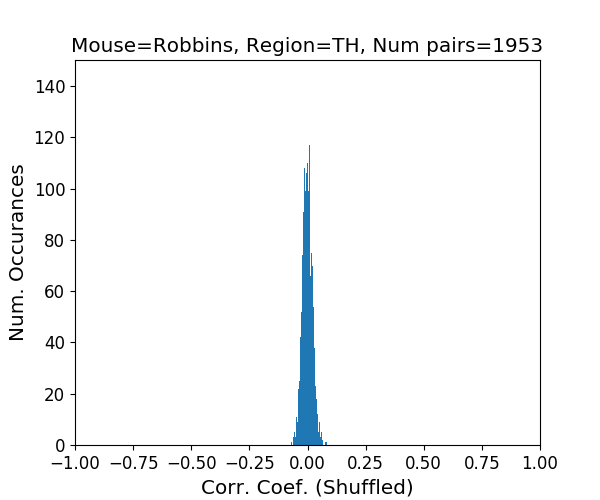 Mouse=Robbins, Region=TH, Num pairs=1953
140
120
100
80
60
40
20
0
Num. Occurances
−1.00 −0.75 −0.50 −0.25 0.00 0.25 0.50 0.75 1.00
Corr. Coef. (Shuffled)